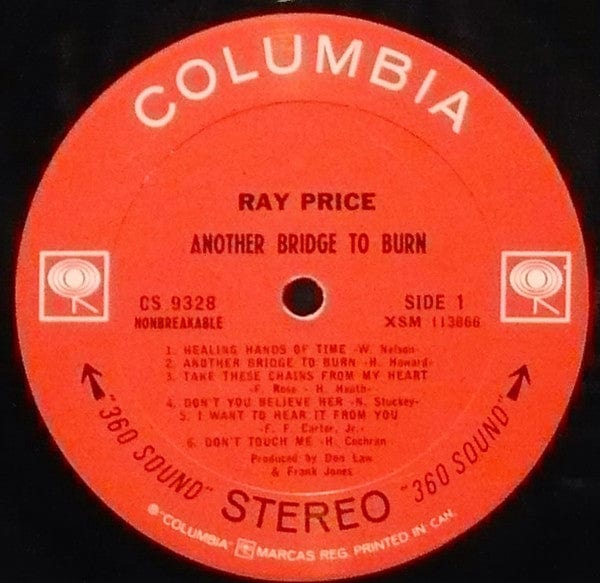 COLUMBIA
RAY PRICE
ANOTHER BRIDGE TO BURN
CS 9328
NONBREAKABLE
SIDE 1
XSM 113866
1. HEALING HANDS OF TIME -W. Nelson-
2. ANOTHER BRIDGE TO BURN -H. Howard-
3. TAKE THESE CHAINS FROM MY HEART
-F. Rose - H. Heath-
4. DON'T YOU BELIEVE HER -N. Stuckey-
5. I WANT TO HEAR IT FROM YOU
-F. F. Carter, Jr.-
6. DON'T TOUCH ME -H. Cochran-
Produced by Don Law
& Frank Jones
"360 SOUND" STEREO "360 SOUND"
®"COLUMBIA" MARCAS REG. PRINTED IN CAN.